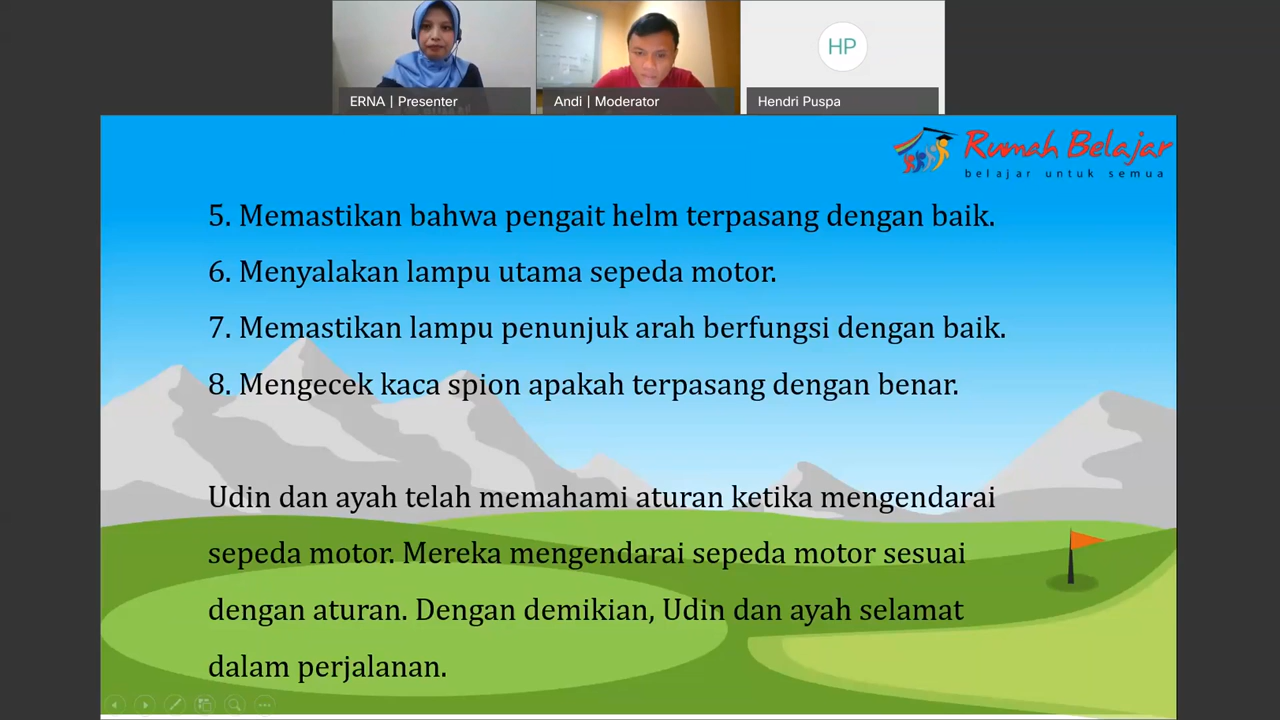 ERNA | Presenter
Andi | Moderator
HP
Hendri Puspa
Rumah Belajar
belajar untuk semua
5. Memastikan bahwa pengait helm terpasang dengan baik.
6. Menyalakan lampu utama sepeda motor.
7. Memastikan lampu penunjuk arah berfungsi dengan baik.
8. Mengecek kaca spion apakah terpasang dengan benar.
Udin dan ayah telah memahami aturan ketika mengendarai
sepeda motor. Mereka mengendarai sepeda motor sesuai
dengan aturan. Dengan demikian, Udin dan ayah selamat
dalam perjalanan.